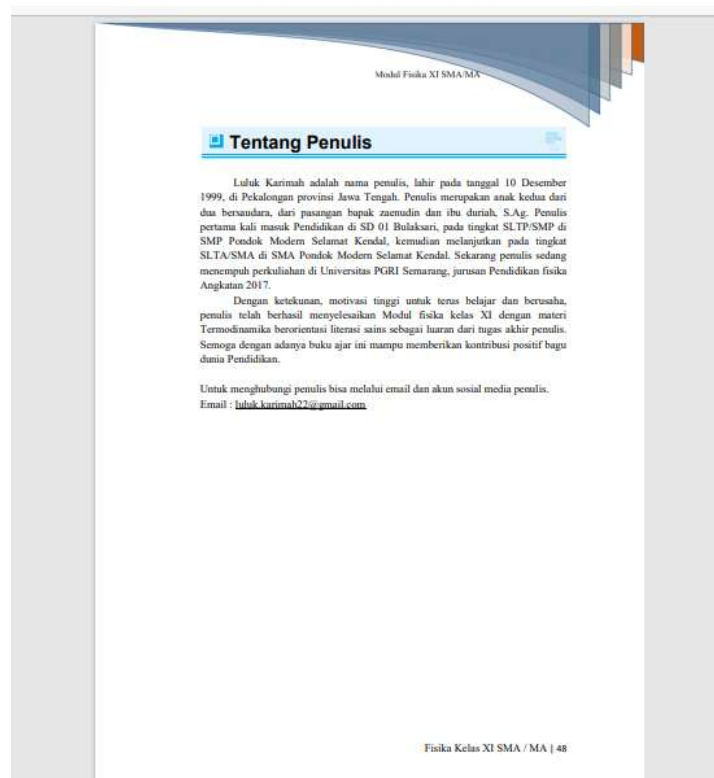 Modul Fisika XI SMA/MA
Tentang Penulis
Luluk Karimah adalah nama penulis, lahir pada tanggal 10 Desember
1999, di Pekalongan provinsi Jawa Tengah. Penulis merupakan anak kedua dari
dua bersaudara, dari pasangan bapak zaenudin dan ibu duriah, S.Ag. Penulis
pertama kali masuk Pendidikan di SD 01 Bulaksari, pada tingkat SLTP/SMP di
SMP Pondok Modern Selamat Kendal, kemudian melanjutkan pada tingkat
SLTA/SMA di SMA Pondok Modern Selamat Kendal. Sekarang penulis sedang
menempuh perkuliahan di Universitas PGRI Semarang, jurusan Pendidikan fisika
Angkatan 2017.
Dengan ketekunan, motivasi tinggi untuk terus belajar dan berusaha,
penulis telah berhasil menyelesaikan Modul fisika kelas XI dengan materi
Termodinamika berorientasi literasi sains sebagai luaran dari tugas akhir penulis.
Semoga dengan adanya buku ajar ini mampu memberikan kontribusi positif bagu
dunia Pendidikan.
Untuk menghubungi penulis bisa melalui email dan akun sosial media penulis.
Email : luluk.karimah22@gmail.com
Fisika Kelas XI SMA / MA | 48